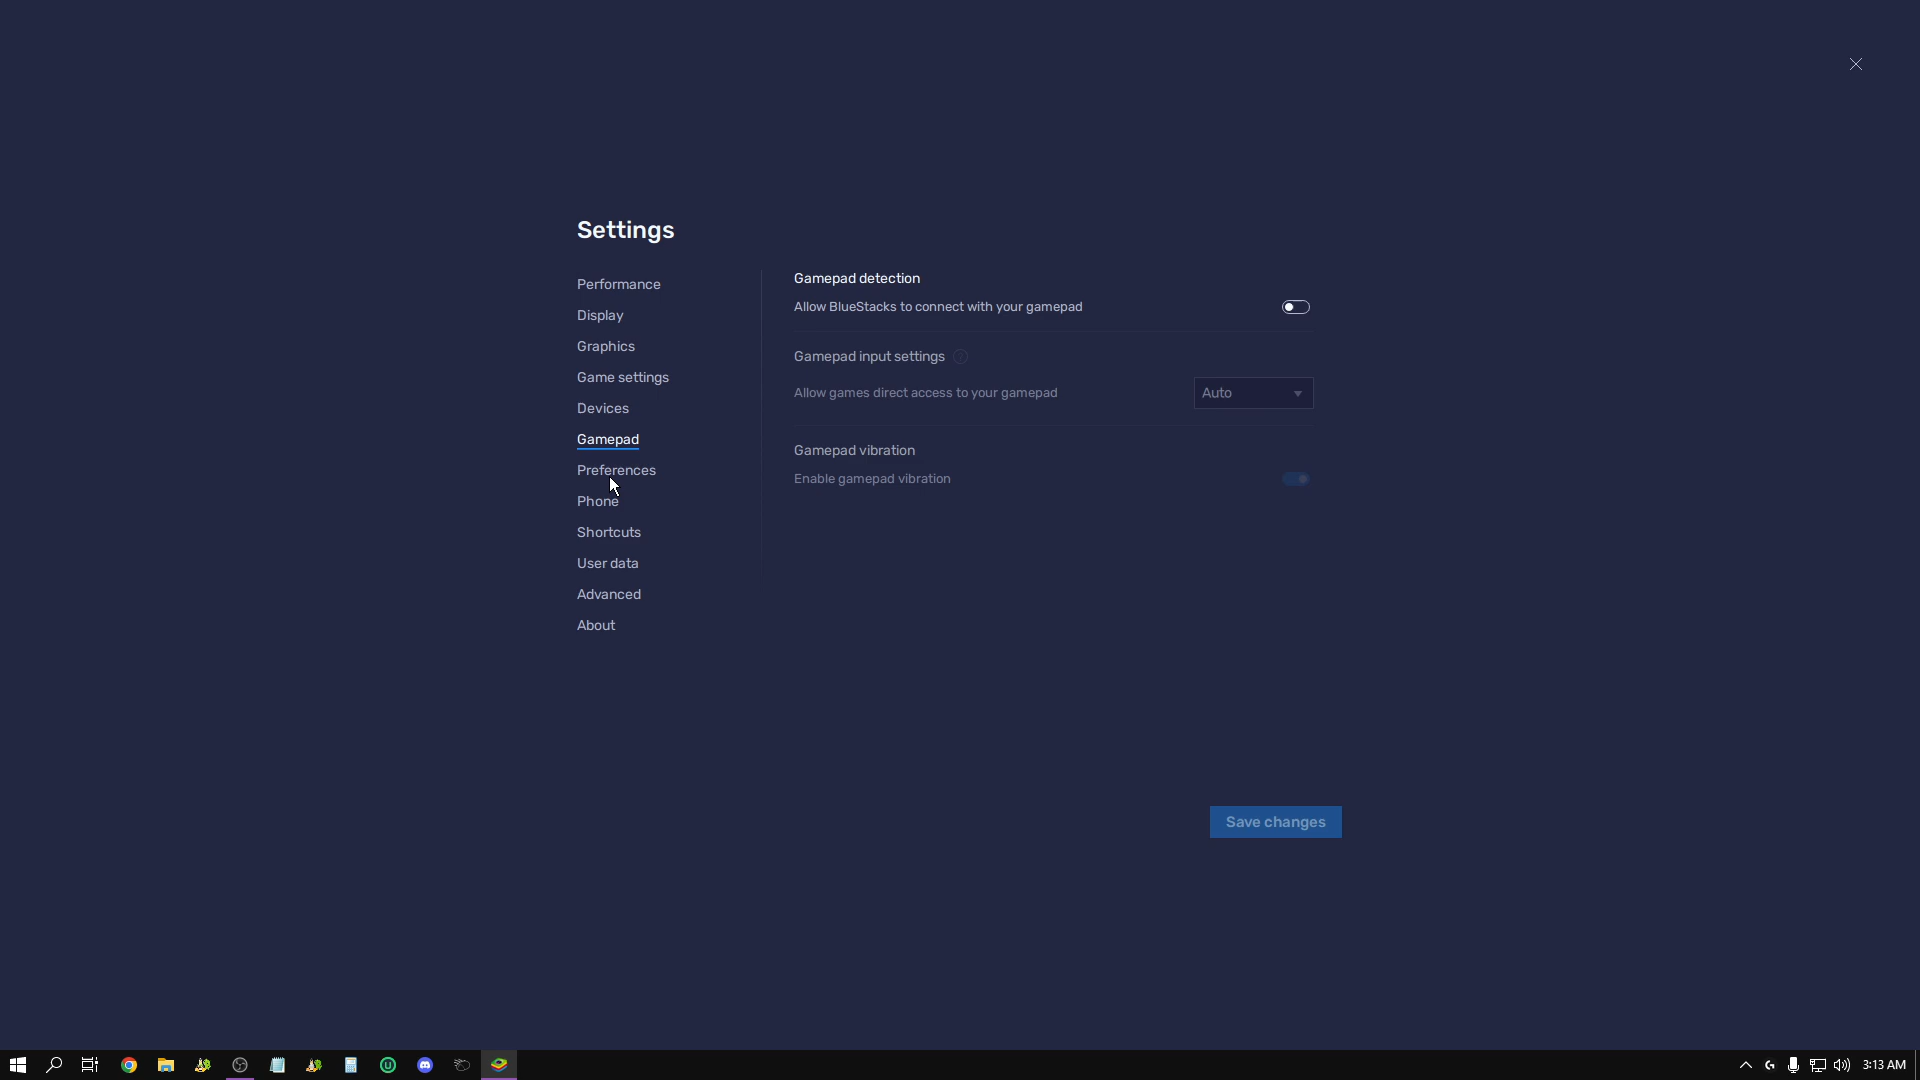 Settings
Performance
Display
Graphics
Game settings
Devices
Gamepad
Preferences
Phone
Shortcuts
User data
Advanced
About
Gamepad detection
Allow BlueStacks to connect with your gamepad
Gamepad input settings ?
Allow games direct access to your gamepad
Auto
Gamepad vibration
Enable gamepad vibration
Save changes
3:13 AM